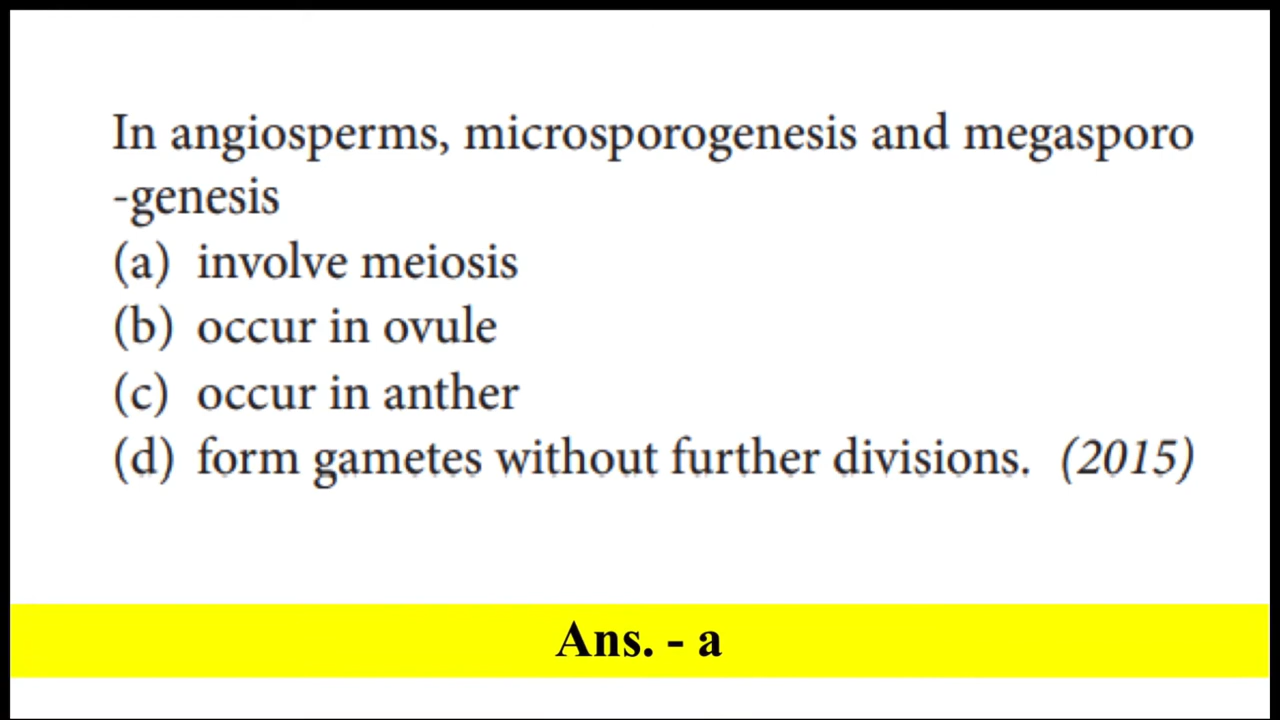 In angiosperms, microsporogenesis and megasporo
-genesis
(a) involve meiosis
(b) occur in ovule
(c) occur in anther
(d) form gametes without further divisions. (2015)
Ans. - a